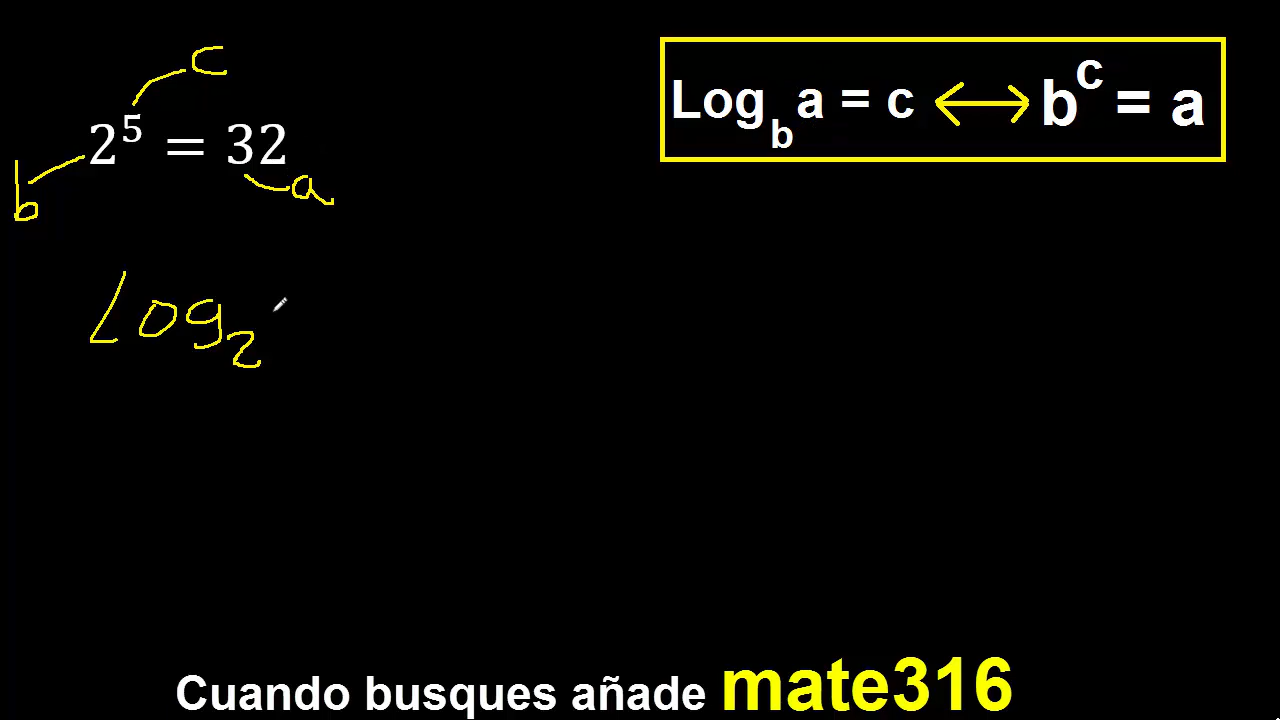 c
2⁵ = 32
b
a
Log_b a = c ⟷ b^c = a
Log₂
Cuando busques añade mate316